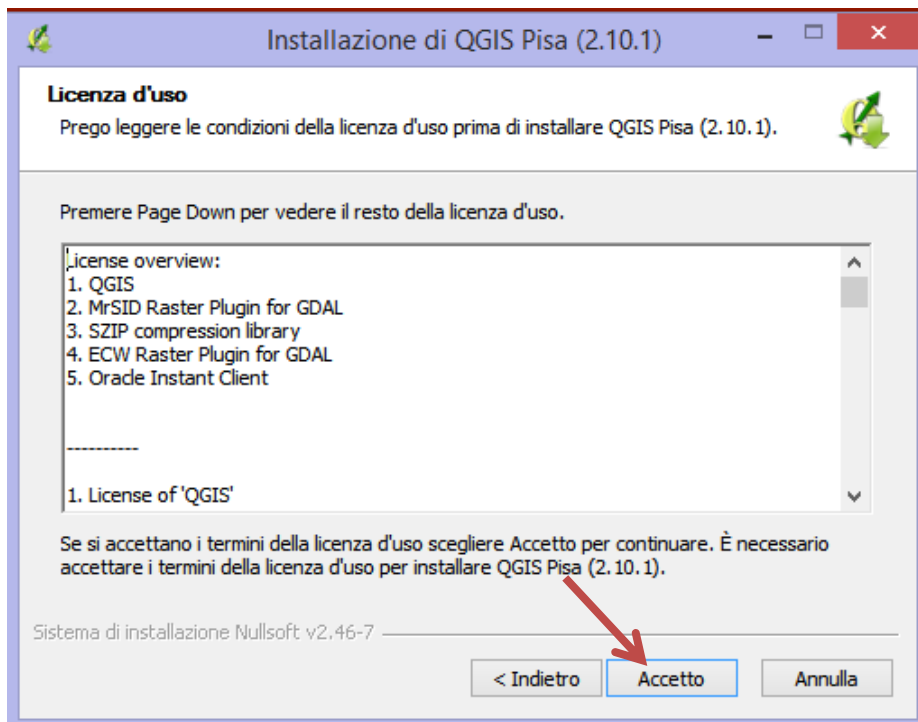 Installazione di QGIS Pisa (2.10.1)
Licenza d'uso
Prego leggere le condizioni della licenza d'uso prima di installare QGIS Pisa (2.10.1).
Premere Page Down per vedere il resto della licenza d'uso.
License overview:
1. QGIS
2. MrSID Raster Plugin for GDAL
3. SZIP compression library
4. ECW Raster Plugin for GDAL
5. Oracle Instant Client
----------
1. License of 'QGIS'
Se si accettano i termini della licenza d'uso scegliere Accetto per continuare. È necessario
accettare i termini della licenza d'uso per installare QGIS Pisa (2.10.1).
Sistema di installazione Nullsoft v2.46-7
< Indietro
Accetto
Annulla